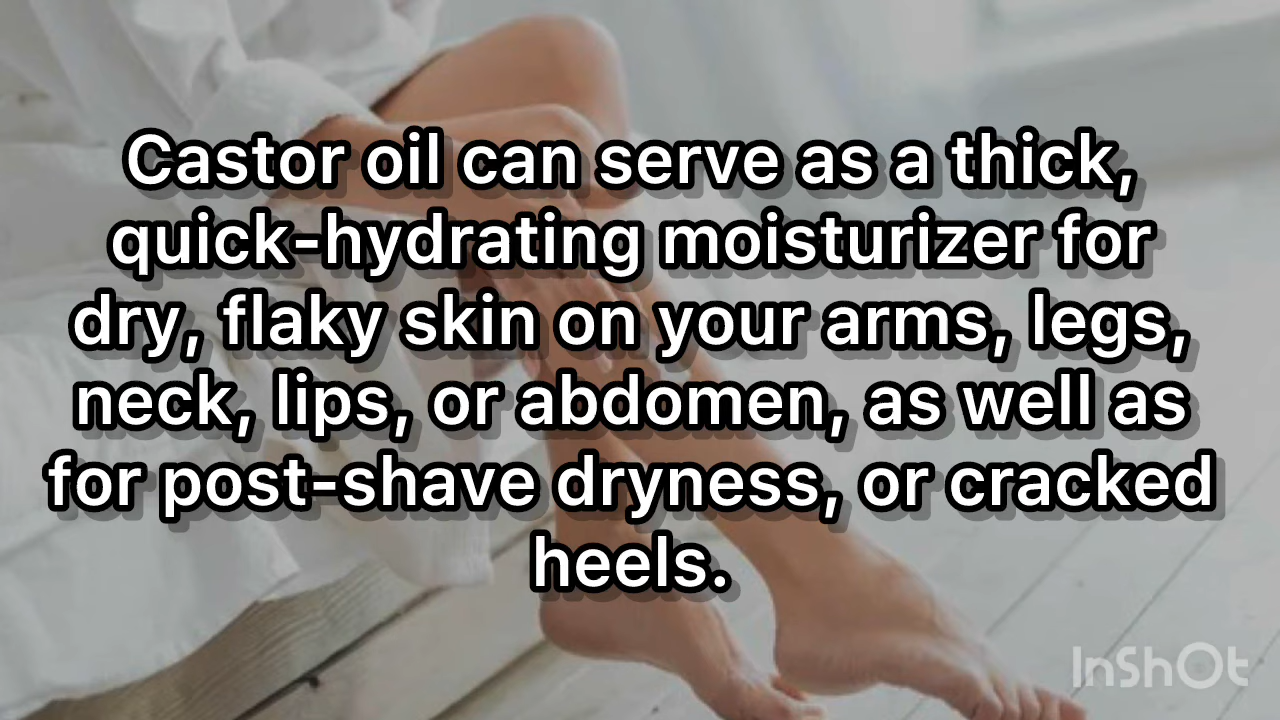 Castor oil can serve as a thick,
quick-hydrating moisturizer for
dry, flaky skin on your arms, legs,
neck, lips, or abdomen, as well as
for post-shave dryness, or cracked
heels.
InShOt